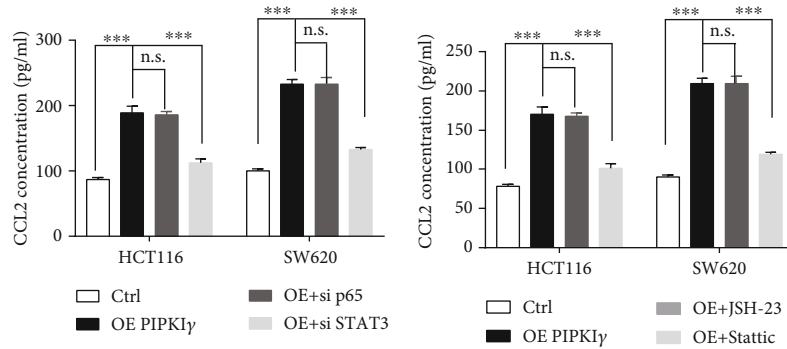 *** ***
*** ***
n.s.
n.s.
CCL2 concentration (pg/ml)
300
200
100
0
HCT116 SW620
Ctrl
OE PIPKIγ
OE+si p65
OE+si STAT3
*** ***
*** ***
n.s.
n.s.
CCL2 concentration (pg/ml)
250
200
150
100
50
0
HCT116 SW620
Ctrl
OE PIPKIγ
OE+JSH-23
OE+Stattic